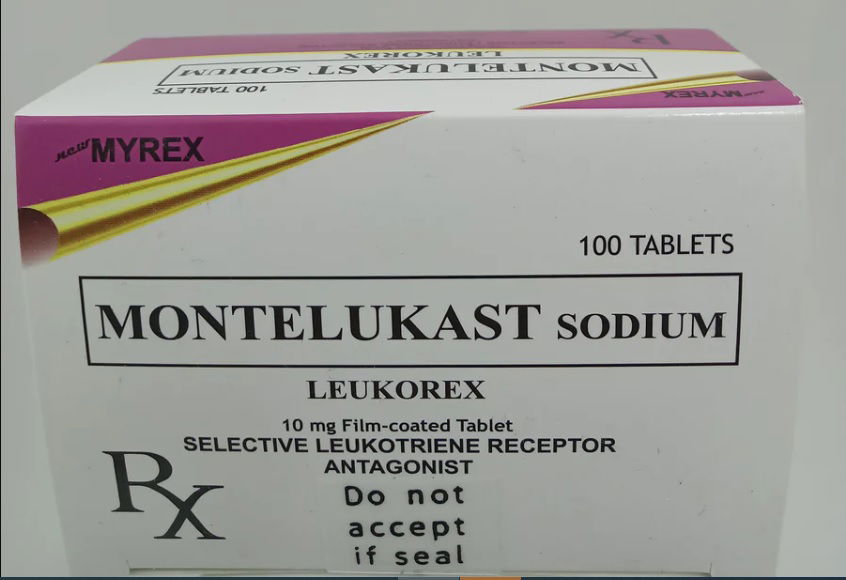 LEUKOREX
MONTELUKAST SODIUM
100 TABLETS
MYREX
new MYREX
100 TABLETS
MONTELUKAST SODIUM
LEUKOREX
10 mg Film-coated Tablet
SELECTIVE LEUKOTRIENE RECEPTOR
ANTAGONIST
Rx
Do not
accept
if seal